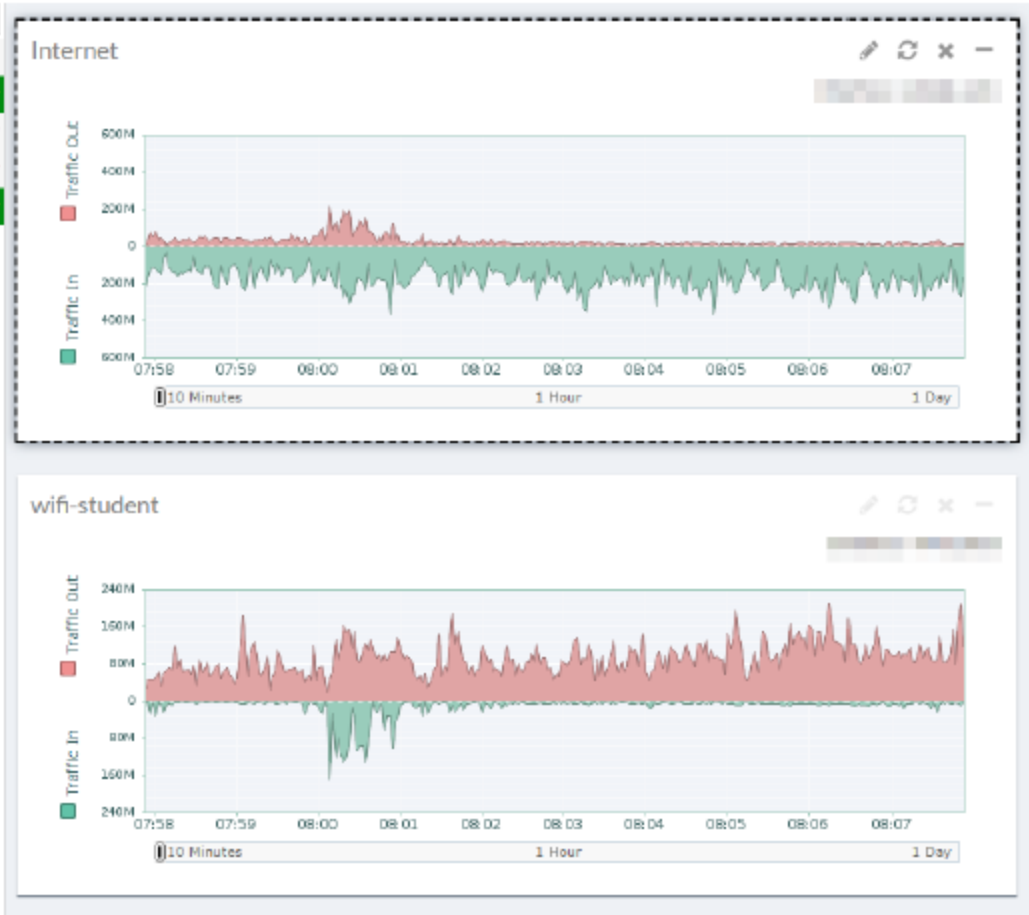 Internet
Traffic Out
Traffic In
600M
400M
200M
0
200M
400M
600M
07:58 07:59 08:00 08:01 08:02 08:03 08:04 08:05 08:06 08:07
10 Minutes 1 Hour 1 Day
wifi-student
Traffic Out
Traffic In
240M
160M
80M
0
80M
160M
240M
07:58 07:59 08:00 08:01 08:02 08:03 08:04 08:05 08:06 08:07
10 Minutes 1 Hour 1 Day